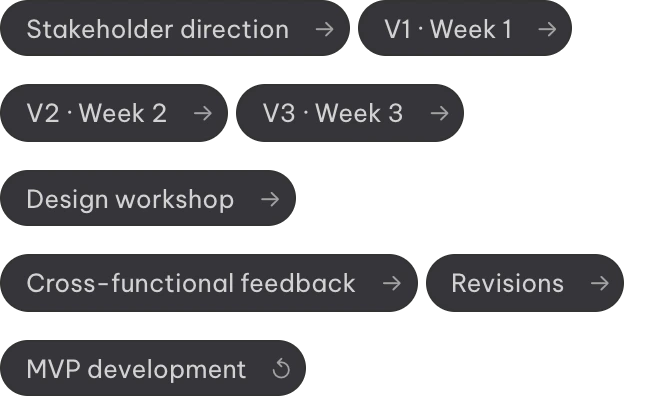 Stakeholder direction → V1 · Week 1 →
V2 · Week 2 → V3 · Week 3 →
Design workshop →
Cross-functional feedback → Revisions →
MVP development ↺